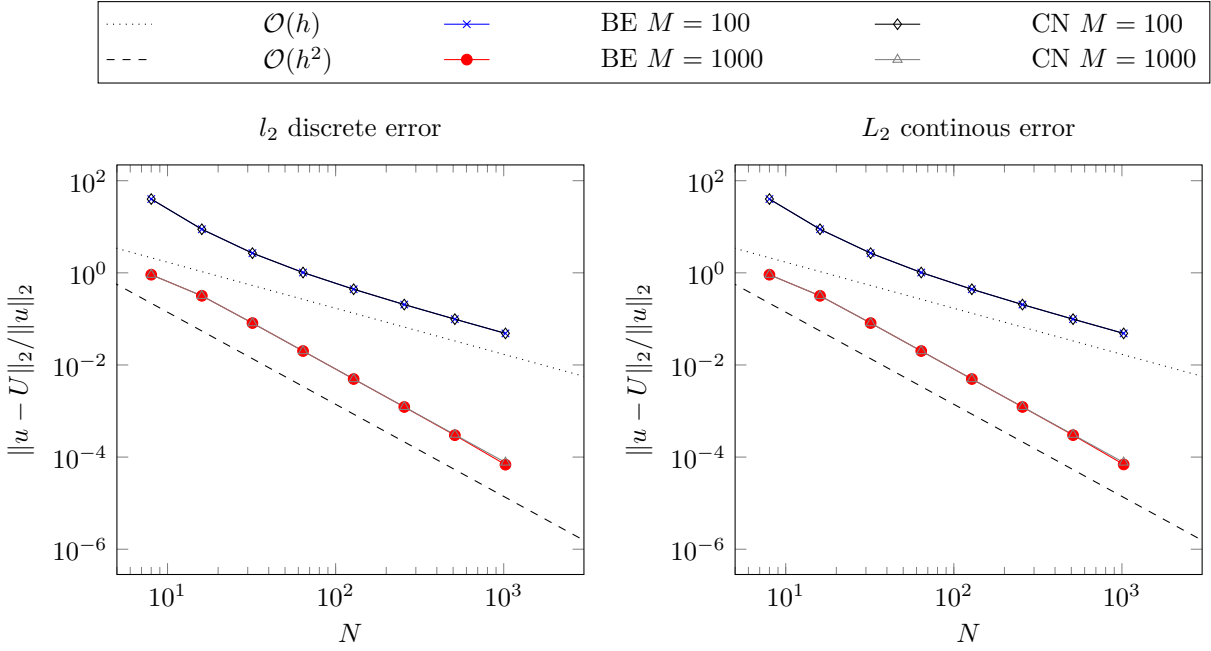 𝒪(h) BE M = 100 CN M = 100
𝒪(h²) BE M = 1000 CN M = 1000
l₂ discrete error
10²
10⁰
10⁻²
10⁻⁴
10⁻⁶
‖u − U‖₂/‖u‖₂
10¹ 10² 10³
N
L₂ continous error
10²
10⁰
10⁻²
10⁻⁴
10⁻⁶
‖u − U‖₂/‖u‖₂
10¹ 10² 10³
N